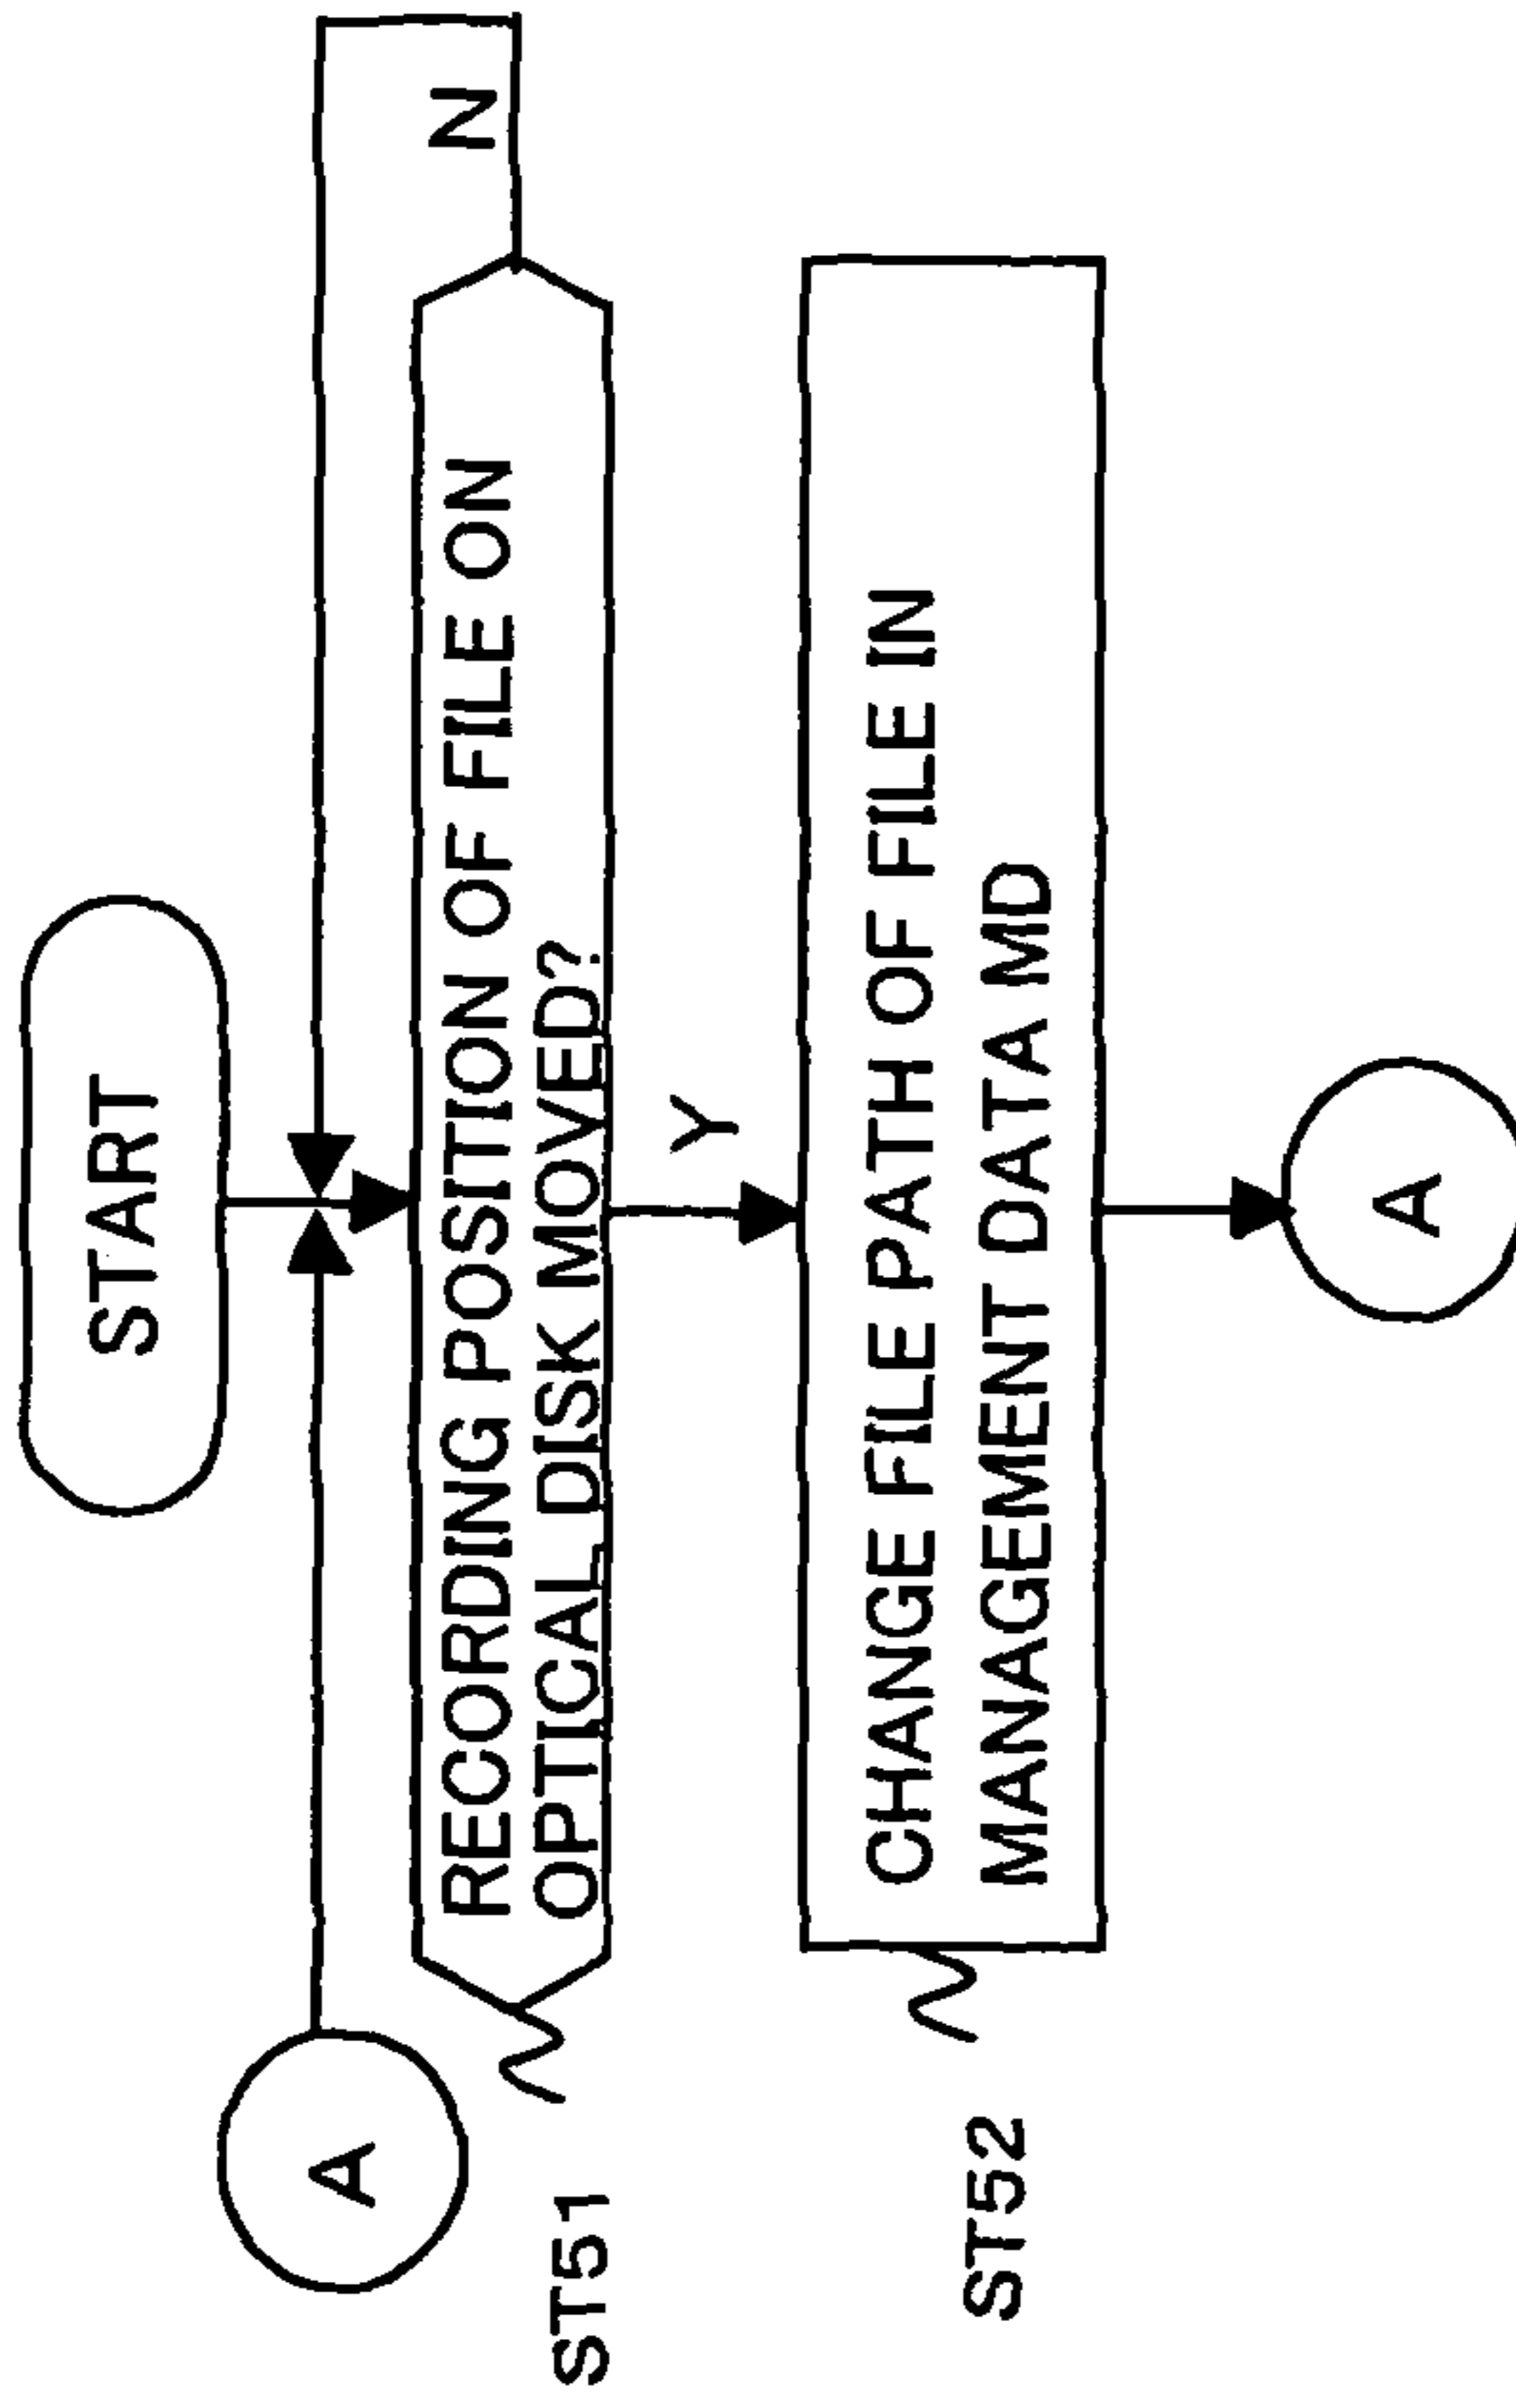 START
A
N
RECORDING POSITION OF FILE ON
OPTICAL DISK MOVED?
ST51
Y
CHANGE FILE PATH OF FILE IN
MANAGEMENT DATA MD
ST52
A